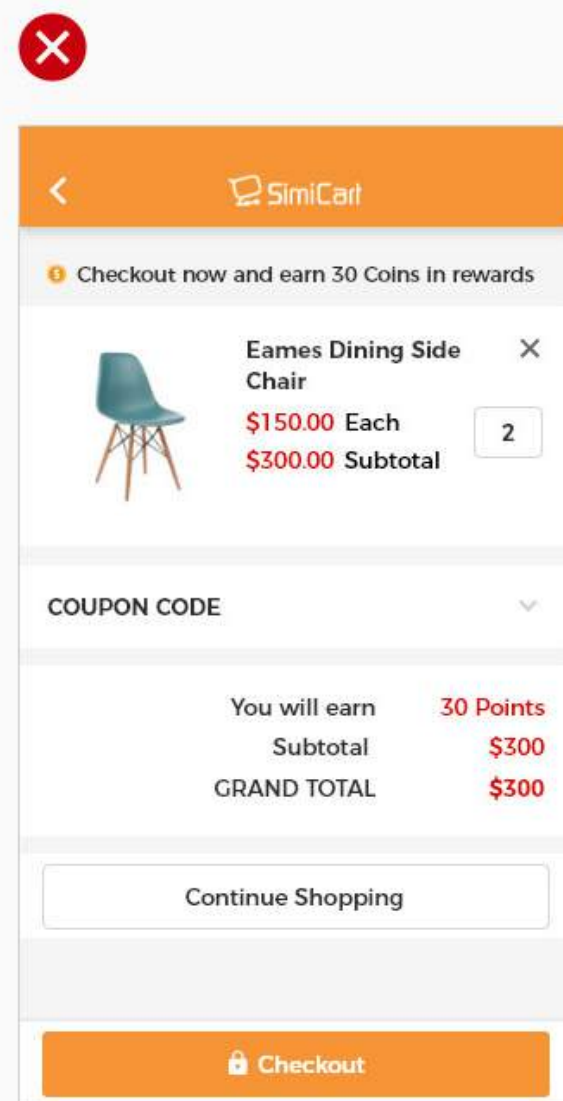 SimiCart
Checkout now and earn 30 Coins in rewards
Eames Dining Side
Chair
$150.00 Each
2
$300.00 Subtotal
COUPON CODE
You will earn 30 Points
Subtotal $300
GRAND TOTAL $300
Continue Shopping
Checkout